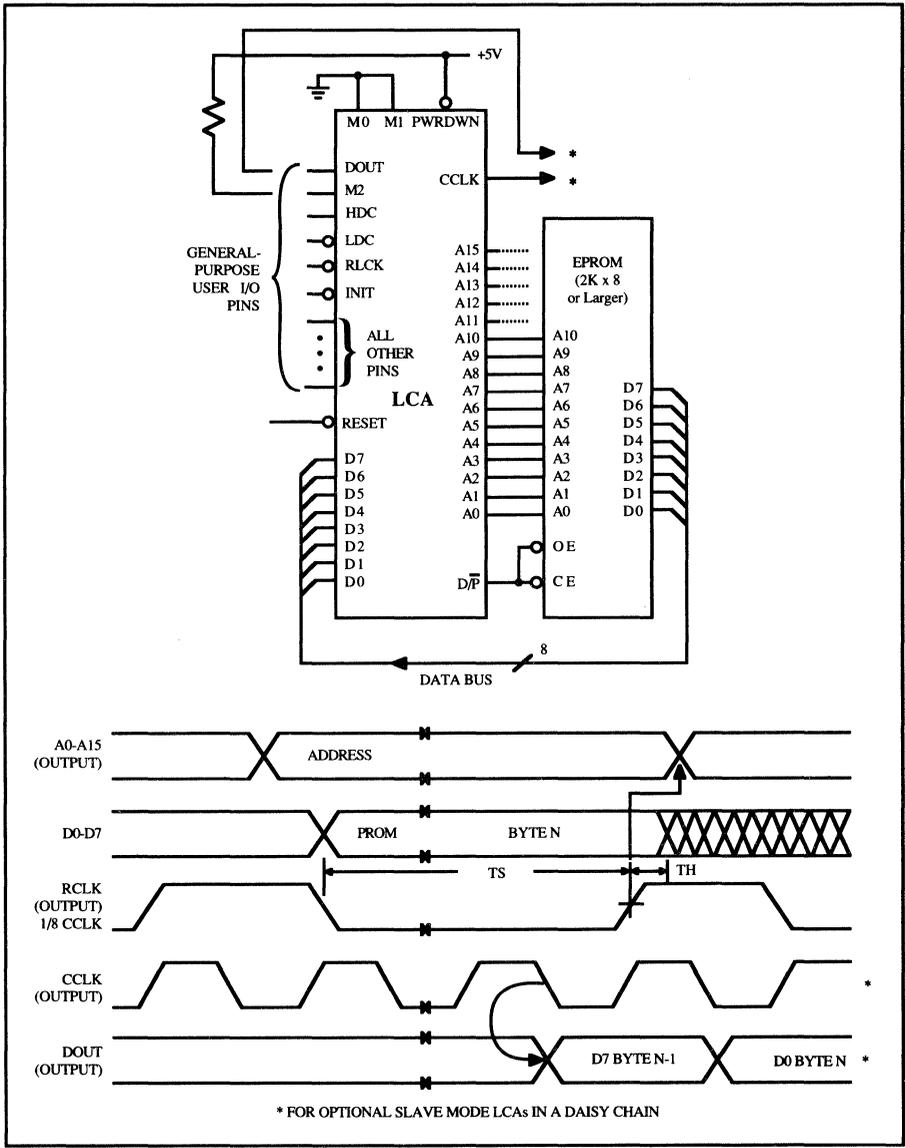 +5V
M0 M1 PWRDWN
DOUT
M2
HDC
LDC
RLCK
INIT
GENERAL-
PURPOSE
USER I/O
PINS
ALL
OTHER
PINS
LCA
RESET
D7
D6
D5
D4
D3
D2
D1
D0
*
CCLK *
A15
A14
A13
A12
A11
A10
A9
A8
A7
A6
A5
A4
A3
A2
A1
A0
D/P
EPROM
(2K x 8
or Larger)
A10
A9
A8
A7
A6
A5
A4
A3
A2
A1
A0
OE
CE
D7
D6
D5
D4
D3
D2
D1
D0
8
DATA BUS
A0-A15
(OUTPUT)
ADDRESS
D0-D7
PROM
BYTE N
TS
TH
RCLK
(OUTPUT)
1/8 CCLK
CCLK
(OUTPUT)
*
DOUT
(OUTPUT)
D7 BYTE N-1
D0 BYTE N *
* FOR OPTIONAL SLAVE MODE LCAs IN A DAISY CHAIN